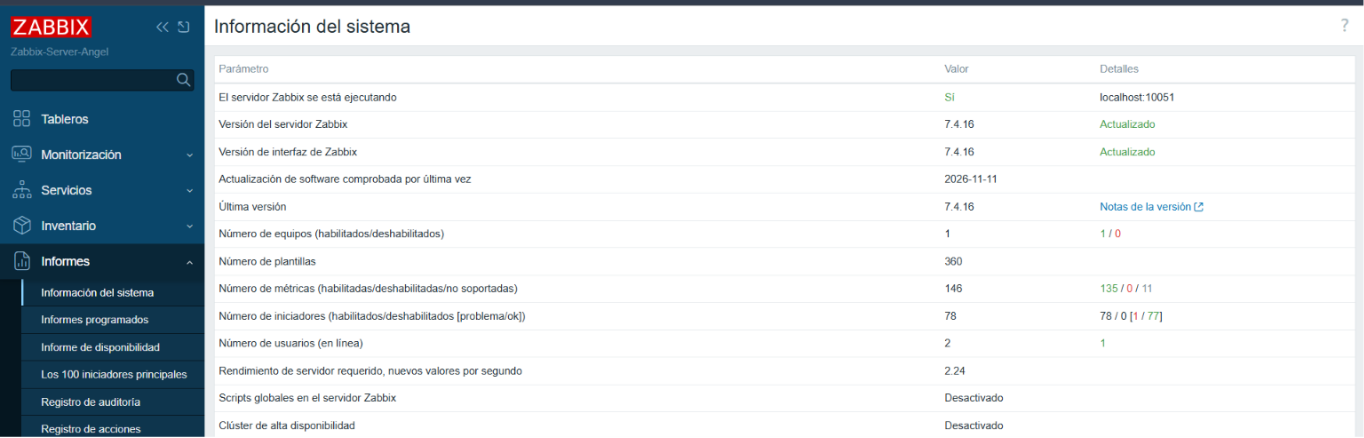 ZABBIX
Zabbix-Server-Angel
Tableros
Monitorización
Servicios
Inventario
Informes
Información del sistema
Informes programados
Informe de disponibilidad
Los 100 iniciadores principales
Registro de auditoría
Registro de acciones
Información del sistema ?
Parámetro Valor Detalles
El servidor Zabbix se está ejecutando Sí localhost:10051
Versión del servidor Zabbix 7.4.16 Actualizado
Versión de interfaz de Zabbix 7.4.16 Actualizado
Actualización de software comprobada por última vez 2026-11-11
Última versión 7.4.16 Notas de la versión
Número de equipos (habilitados/deshabilitados) 1 1 / 0
Número de plantillas 360
Número de métricas (habilitadas/deshabilitadas/no soportadas) 146 135 / 0 / 11
Número de iniciadores (habilitados/deshabilitados [problema/ok]) 78 78 / 0 [1 / 77]
Número de usuarios (en línea) 2 1
Rendimiento de servidor requerido, nuevos valores por segundo 2.24
Scripts globales en el servidor Zabbix Desactivado
Clúster de alta disponibilidad Desactivado